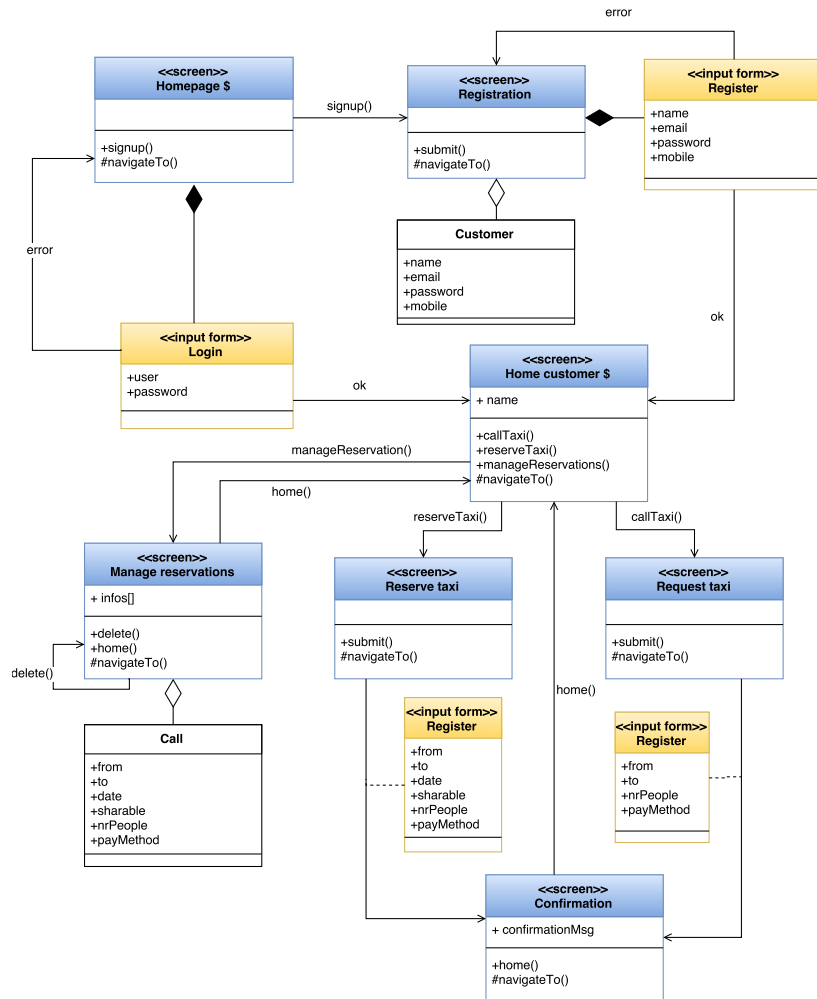 error
<<screen>>
Homepage $
+signup()
#navigateTo()
signup()
<<screen>>
Registration
+submit()
#navigateTo()
<<input form>>
Register
+name
+email
+password
+mobile
Customer
+name
+email
+password
+mobile
error
ok
<<input form>>
Login
+user
+password
ok
<<screen>>
Home customer $
+ name
+callTaxi()
+reserveTaxi()
+manageReservations()
#navigateTo()
manageReservation()
home()
reserveTaxi()
callTaxi()
<<screen>>
Manage reservations
+ infos[]
+delete()
+home()
#navigateTo()
delete()
<<screen>>
Reserve taxi
+submit()
#navigateTo()
<<screen>>
Request taxi
+submit()
#navigateTo()
home()
Call
+from
+to
+date
+sharable
+nrPeople
+payMethod
<<input form>>
Register
+from
+to
+date
+sharable
+nrPeople
+payMethod
<<input form>>
Register
+from
+to
+nrPeople
+payMethod
<<screen>>
Confirmation
+ confirmationMsg
+home()
#navigateTo()